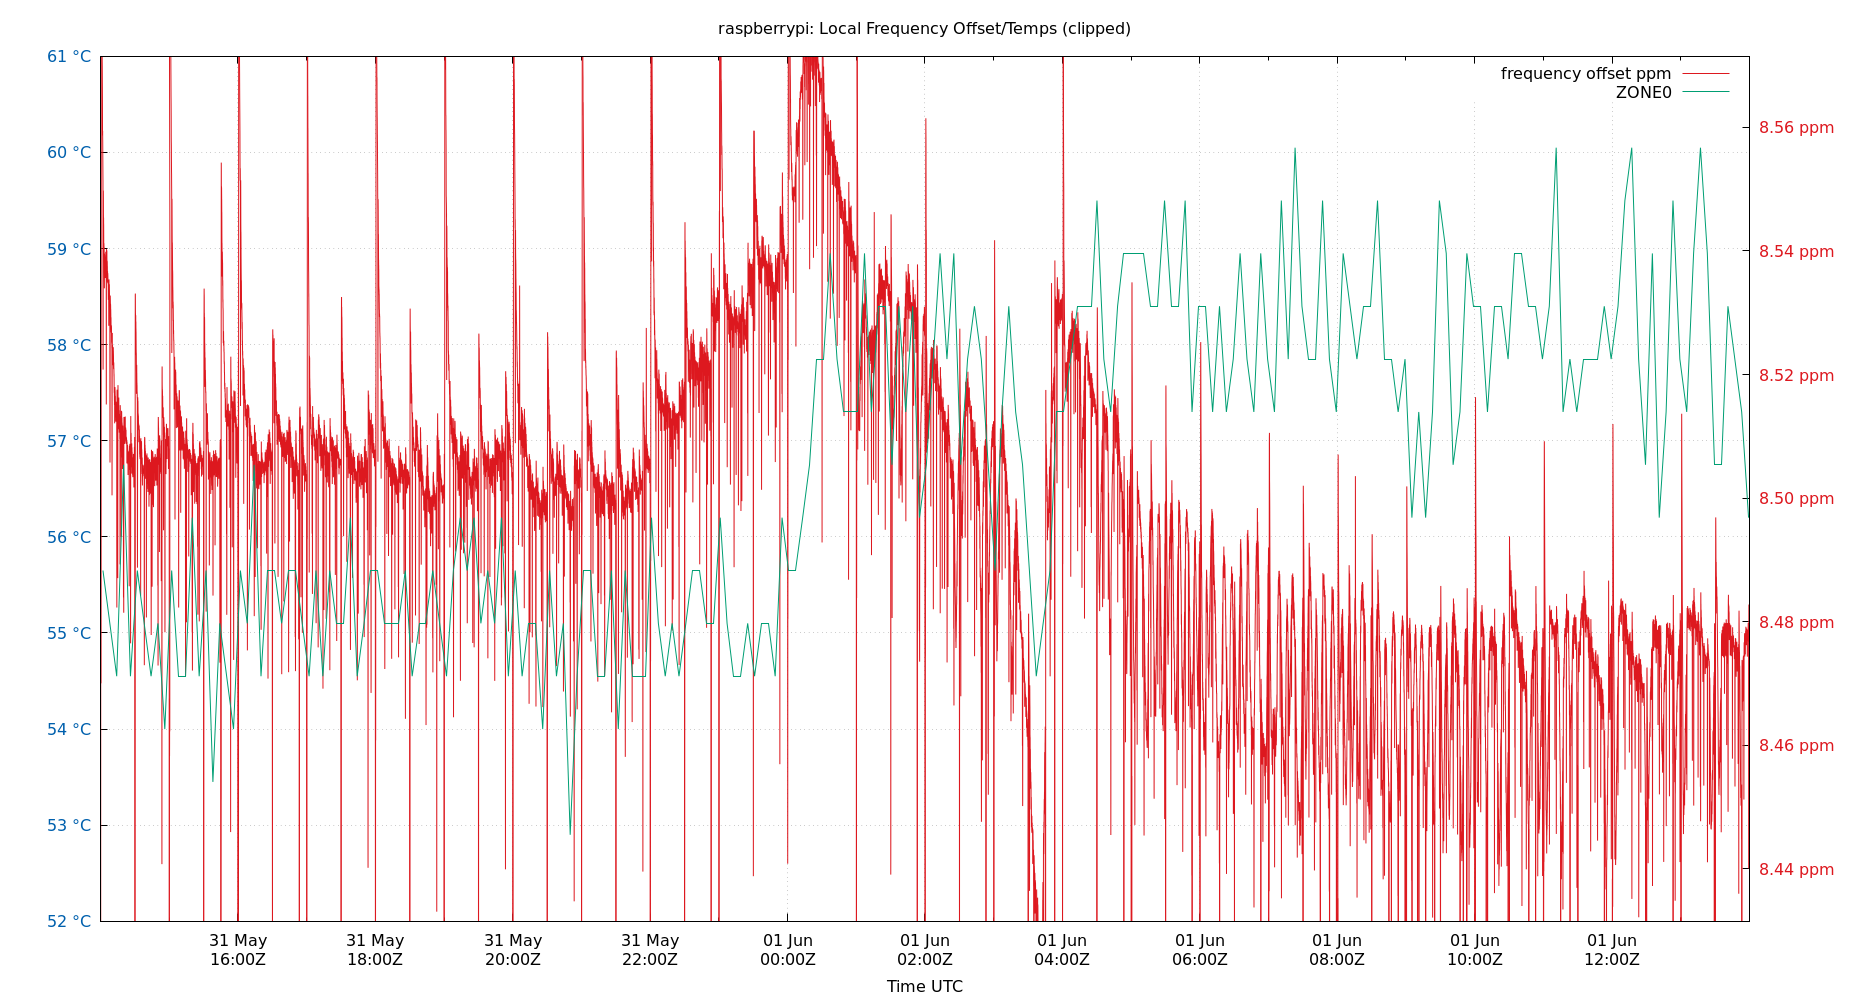 raspberrypi: Local Frequency Offset/Temps (clipped)
61 °C
60 °C
59 °C
58 °C
57 °C
56 °C
55 °C
54 °C
53 °C
52 °C
frequency offset ppm
ZONE0
8.56 ppm
8.54 ppm
8.52 ppm
8.50 ppm
8.48 ppm
8.46 ppm
8.44 ppm
31 May 31 May 31 May 31 May 01 Jun 01 Jun 01 Jun 01 Jun 01 Jun 01 Jun 01 Jun
16:00Z 18:00Z 20:00Z 22:00Z 00:00Z 02:00Z 04:00Z 06:00Z 08:00Z 10:00Z 12:00Z
Time UTC